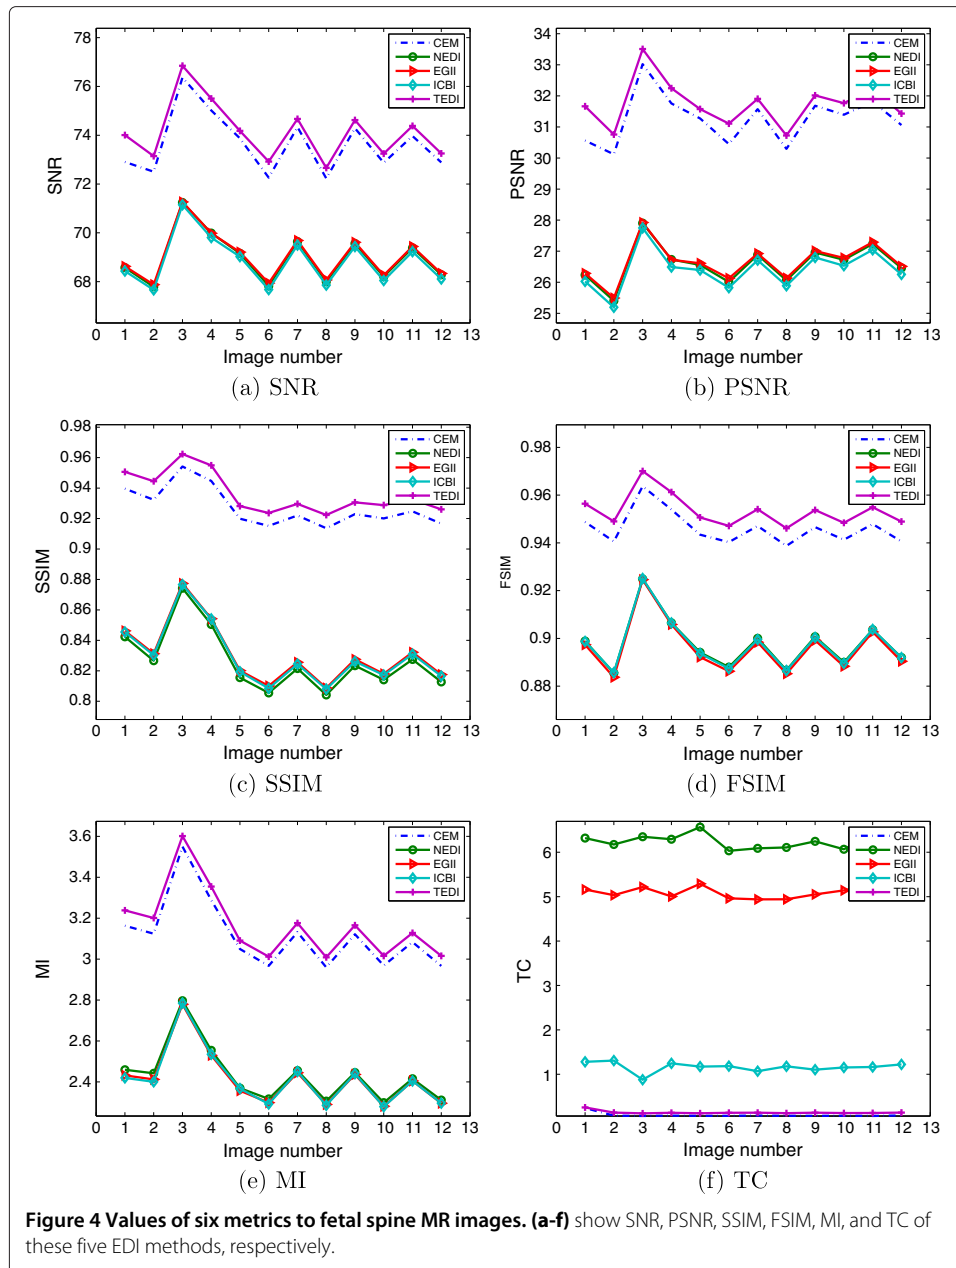 78
76
74
72
70
68
SNR
0 1 2 3 4 5 6 7 8 9 10 11 12 13
Image number
CEM
NEDI
EGII
ICBI
TEDI
(a) SNR
34
33
32
31
30
29
28
27
26
25
PSNR
0 1 2 3 4 5 6 7 8 9 10 11 12 13
Image number
CEM
NEDI
EGII
ICBI
TEDI
(b) PSNR
0.98
0.96
0.94
0.92
0.9
0.88
0.86
0.84
0.82
0.8
SSIM
0 1 2 3 4 5 6 7 8 9 10 11 12 13
Image number
CEM
NEDI
EGII
ICBI
TEDI
(c) SSIM
0.98
0.96
0.94
0.92
0.9
0.88
FSIM
0 1 2 3 4 5 6 7 8 9 10 11 12 13
Image number
CEM
NEDI
EGII
ICBI
TEDI
(d) FSIM
3.6
3.4
3.2
3
2.8
2.6
2.4
MI
0 1 2 3 4 5 6 7 8 9 10 11 12 13
Image number
CEM
NEDI
EGII
ICBI
TEDI
(e) MI
6
5
4
3
2
1
TC
0 1 2 3 4 5 6 7 8 9 10 11 12 13
Image number
CEM
NEDI
EGII
ICBI
TEDI
(f) TC
Figure 4 Values of six metrics to fetal spine MR images. (a-f) show SNR, PSNR, SSIM, FSIM, MI, and TC of
these five EDI methods, respectively.